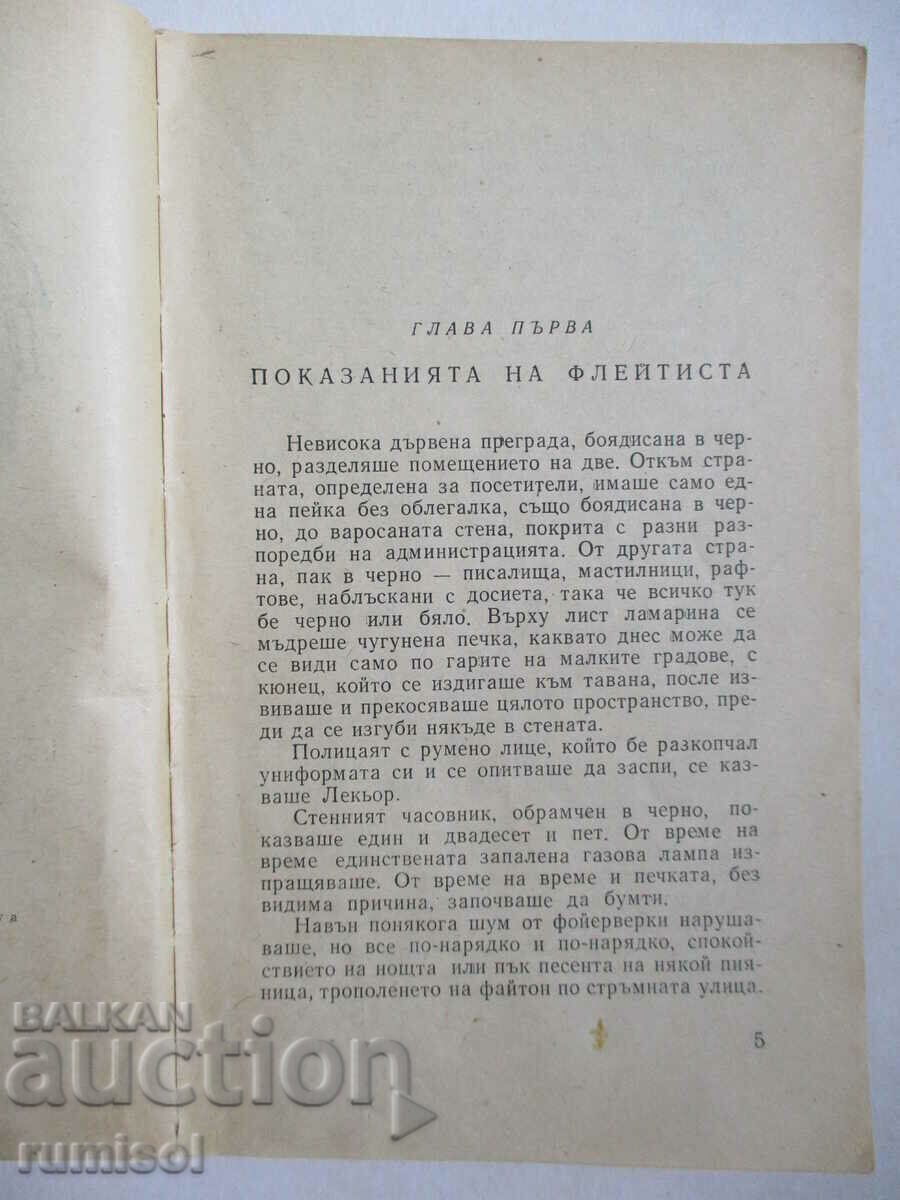 ГЛАВА ПЪРВА
ПОКАЗАНИЯТА НА ФЛЕЙТИСТА
Невисока дървена преграда, боядисана в чер-
но, разделяше помещението на две. Откъм стра-
ната, определена за посетители, имаше само ед-
на пейка без облегалка, също боядисана в чер-
но, до варосаната стена, покрита с разни раз-
поредби на администрацията. От другата стра-
на, пак в черно — писалища, мастилници, раф-
тове, наблъскани с досиета, така че всичко тук
бе черно или бяло. Върху лист ламарина се
мъдреше чугунена печка, каквато днес може да
се види само по гарите на малките градове, с
кюнец, който се издигаше към тавана, после из-
виваше и прекосяваше цялото пространство, пре-
ди да се изгуби някъде в стената.
Полицаят с румено лице, който бе разкопчал
униформата си и се опитваше да заспи, се каз-
ваше Лекьор.
Стенният часовник, обрамчен в черно, по-
казваше един и двадесет и пет. От време на
време единствената запалена газова лампа из-
пращяваше. От време на време и печката, без
видима причина, започваше да бумти.
Навън понякога шум от фойерверки наруша-
ваше, но все по-нарядко и по-нарядко, спокой-
ствието на нощта или пък песента на някой пия-
ница, трополенето на файтон по стръмната улица.
5
BALKAN
auction
rumisol